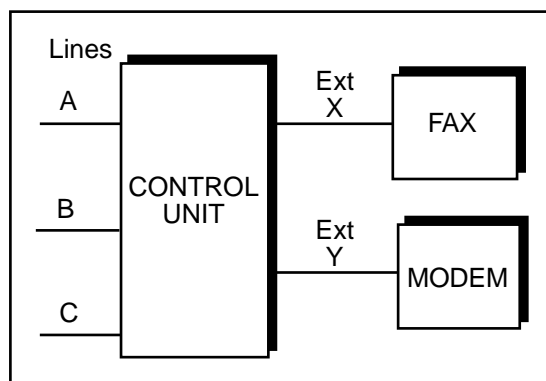 Lines
A
B
C
CONTROL
UNIT
Ext
X
FAX
Ext
Y
MODEM